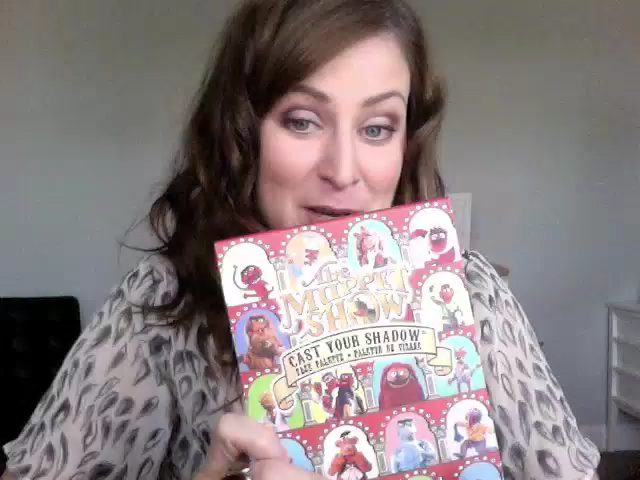 The
MUPPET
SHOW
CAST YOUR SHADOW
FACE PALETTE • PALETTE DE VISAGE